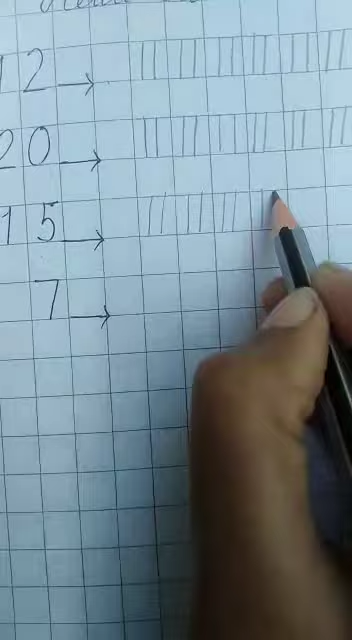 12 →
20 →
15 →
7 →